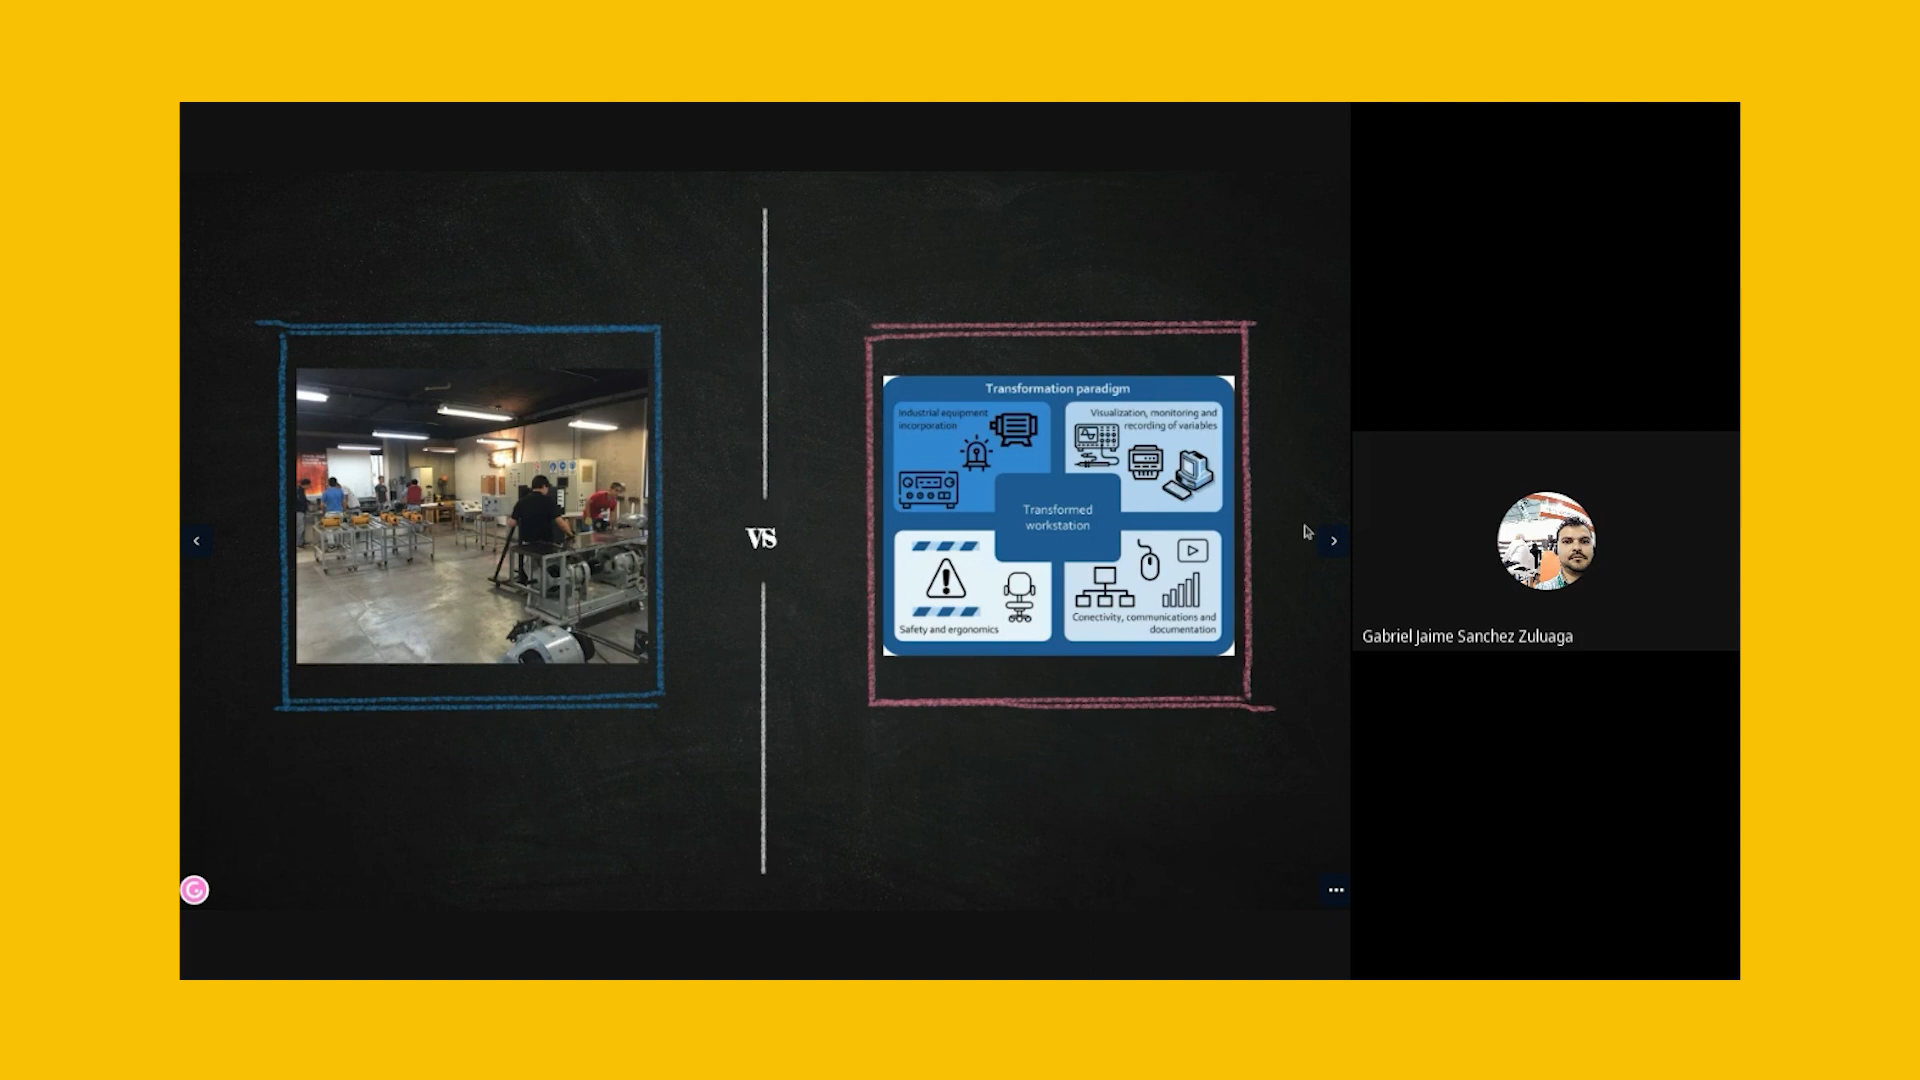 VS
Transformation paradigm
Industrial equipment
incorporation
Visualization, monitoring and
recording of variables
Transformed
workstation
Safety and ergonomics
Conectivity, communications and
documentation
Gabriel Jaime Sanchez Zuluaga